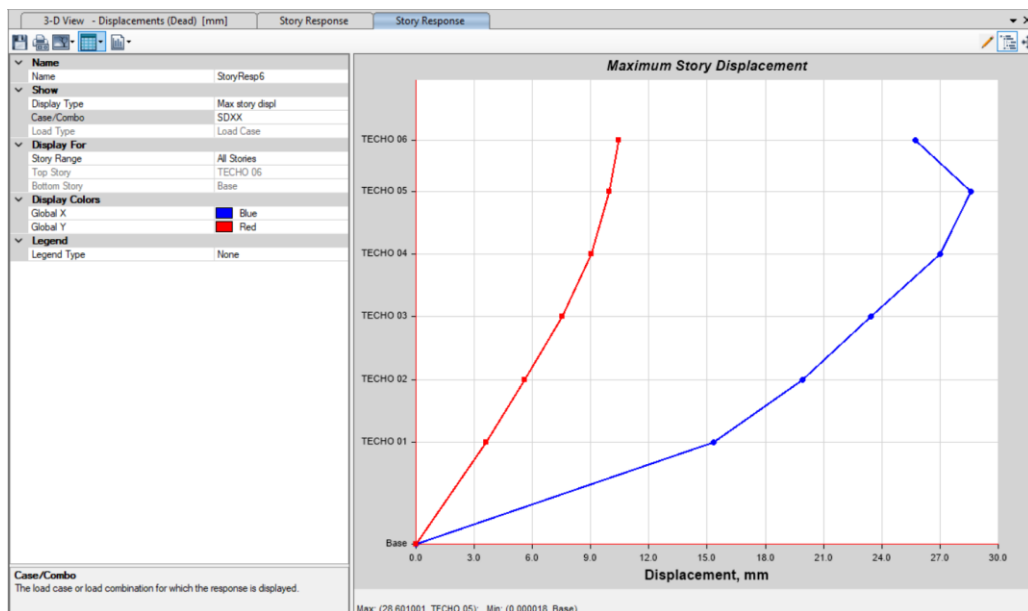 3-D View - Displacements (Dead) [mm]
Story Response
Story Response
Name
Name StoryResp6
Show
Display Type Max story displ
Case/Combo SDXX
Load Type Load Case
Display For
Story Range All Stories
Top Story TECHO 06
Bottom Story Base
Display Colors
Global X Blue
Global Y Red
Legend
Legend Type None
Case/Combo
The load case or load combination for which the response is displayed.
Maximum Story Displacement
TECHO 06
TECHO 05
TECHO 04
TECHO 03
TECHO 02
TECHO 01
Base
0.0 3.0 6.0 9.0 12.0 15.0 18.0 21.0 24.0 27.0 30.0
Displacement, mm
Max: (28.601001, TECHO 05); Min: (0.000018, Base)